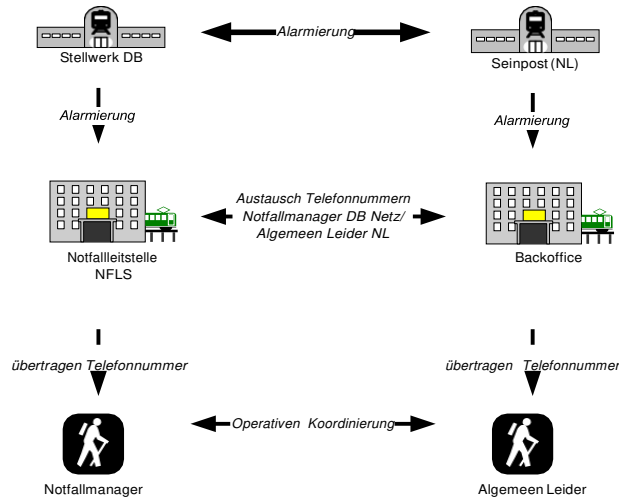 Alarmierung
Stellwerk DB
Seinpost (NL)
Alarmierung
Alarmierung
Austausch Telefonnummern
Notfallmanager DB Netz/
Algemeen Leider NL
Notfallleitstelle
NFLS
Backoffice
übertragen Telefonnummer
übertragen Telefonnummer
Operativen Koordinierung
Notfallmanager
Algemeen Leider